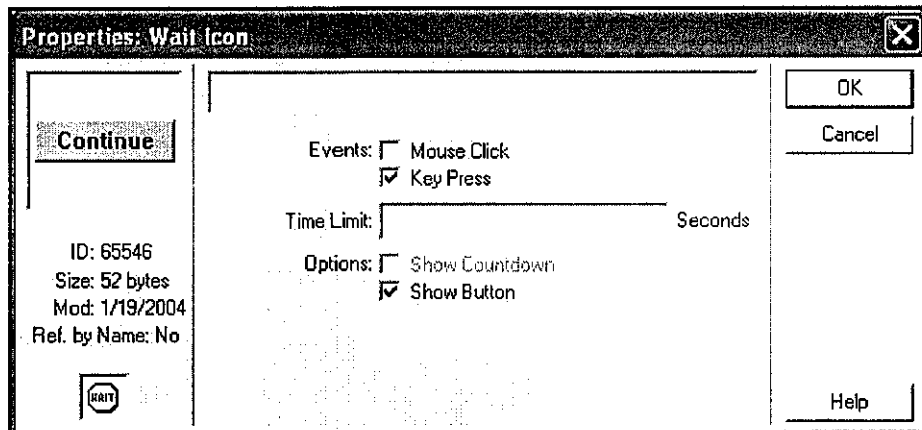 Properties: Wait Icon
Continue
ID: 65546
Size: 52 bytes
Mod: 1/19/2004
Ref. by Name: No
WAIT
Events: Mouse Click
Key Press
Time Limit: Seconds
Options: Show Countdown
Show Button
OK
Cancel
Help